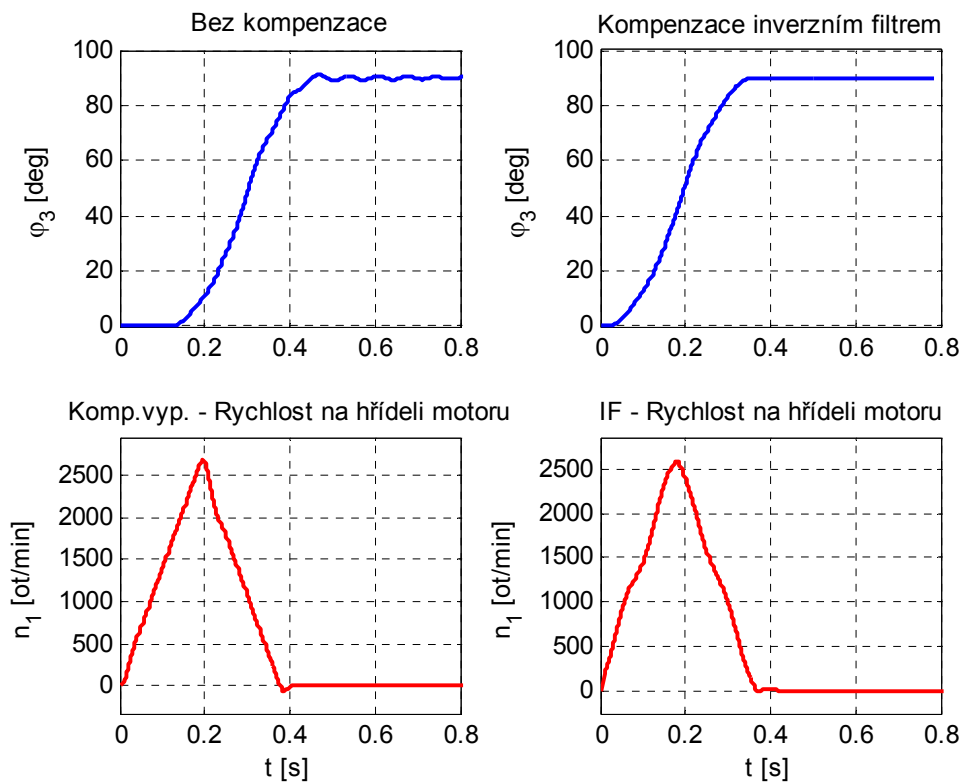 Bez kompenzace
100
80
60
40
20
0
φ3 [deg]
0 0.2 0.4 0.6 0.8
Kompenzace inverzním filtrem
100
80
60
40
20
0
φ3 [deg]
0 0.2 0.4 0.6 0.8
Komp.vyp. - Rychlost na hřídeli motoru
2500
2000
1500
1000
500
0
n1 [ot/min]
0 0.2 0.4 0.6 0.8
t [s]
IF - Rychlost na hřídeli motoru
2500
2000
1500
1000
500
0
n1 [ot/min]
0 0.2 0.4 0.6 0.8
t [s]